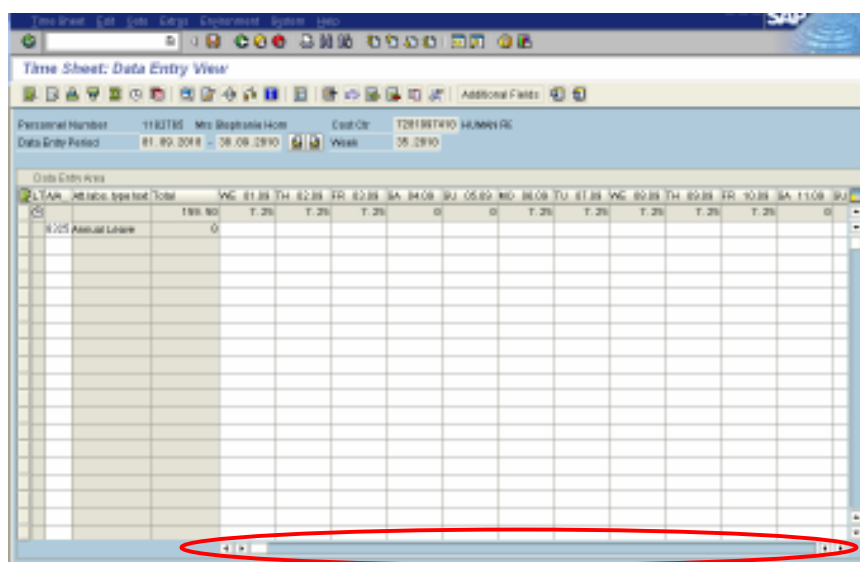 Time Sheet Edit Goto Extras Environment System Help
SAP
Time Sheet: Data Entry View
Additional Fields
Personnel Number Mrs Stephanie Horn Cost Ctr HUMAN RE
Data Entry Period 01.09.2010 - 30.09.2010 Week 35.2010
Data Entry Area
LT A/A Att./abs. type text Total WE 01.09 TH 02.09 FR 03.09 SA 04.09 SU 05.09 MO 06.09 TU 07.09 WE 08.09 TH 09.09 FR 10.09 SA 11.09 SU
7.25 7.25 7.25 0 0 7.25 7.25 7.25 7.25 7.25 0
Annual Leave 0